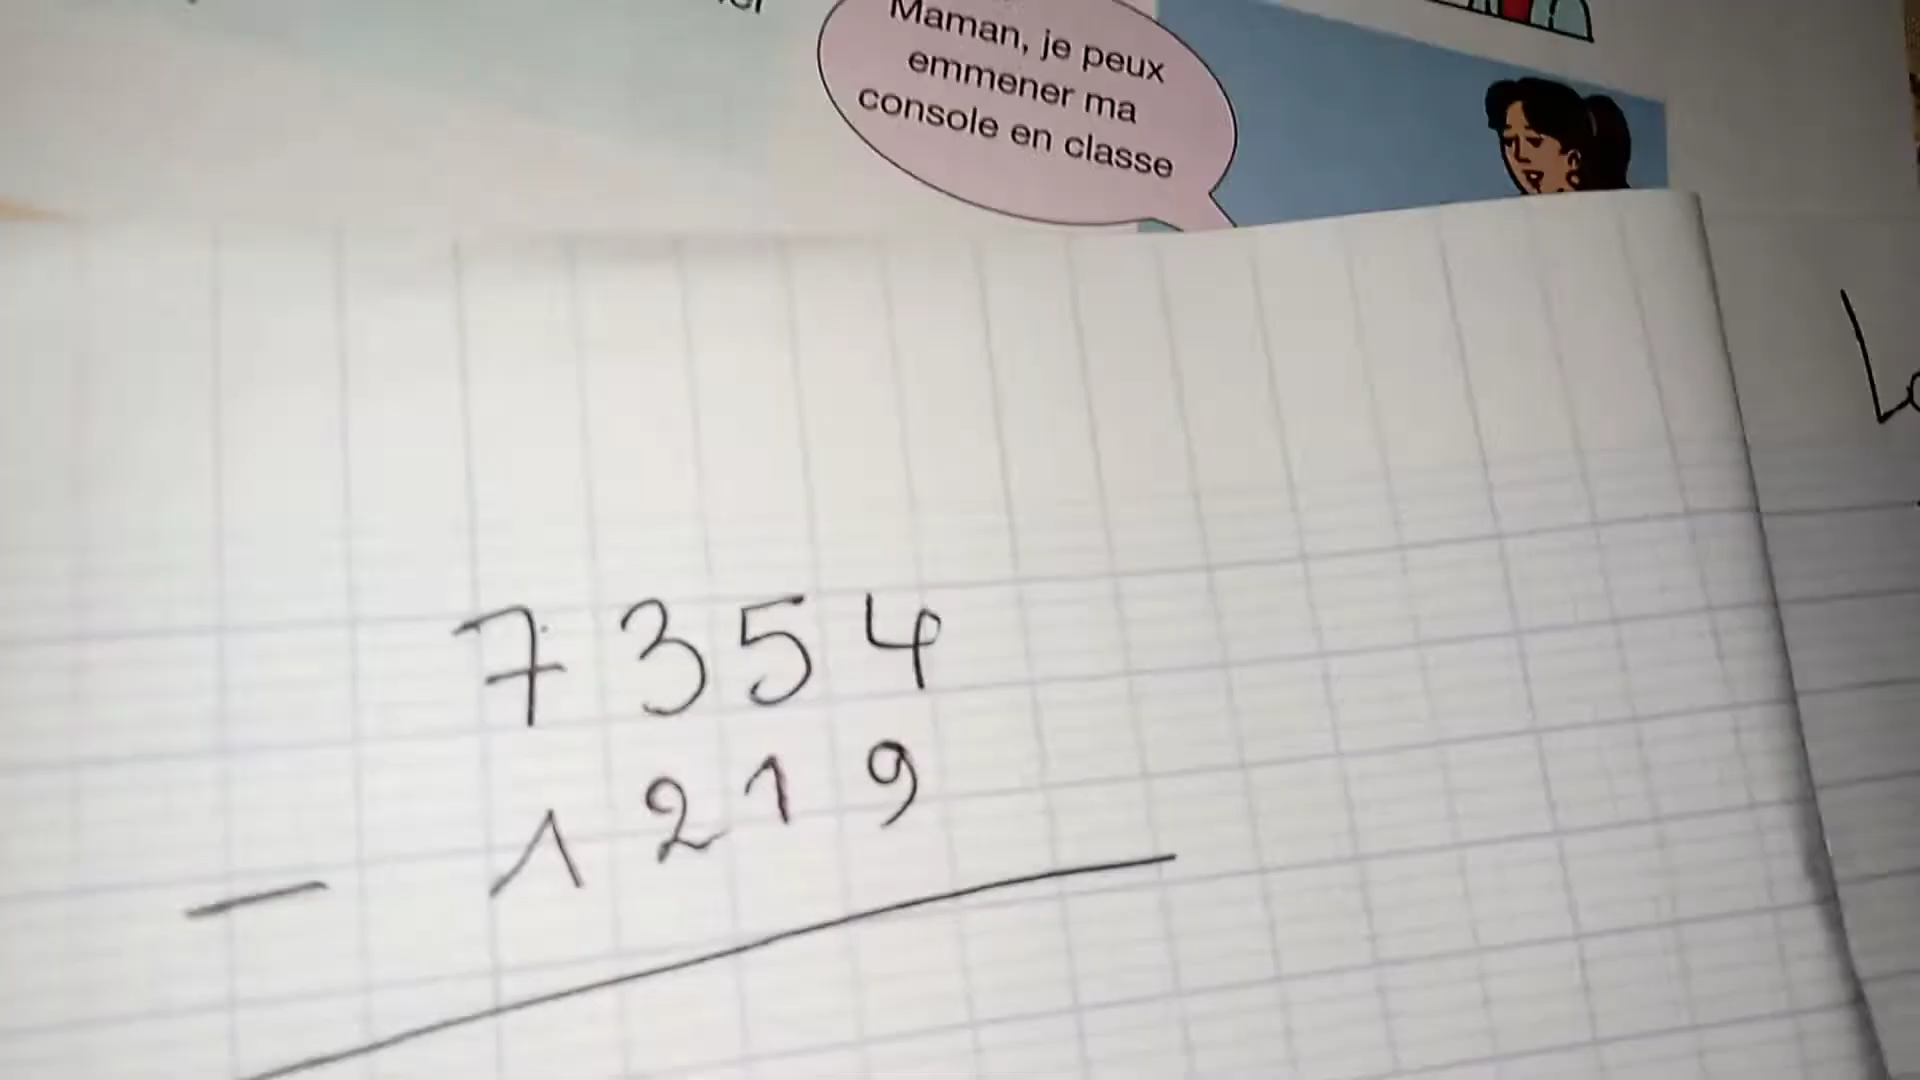 Maman, je peux
emmener ma
console en classe
7354
- 1219